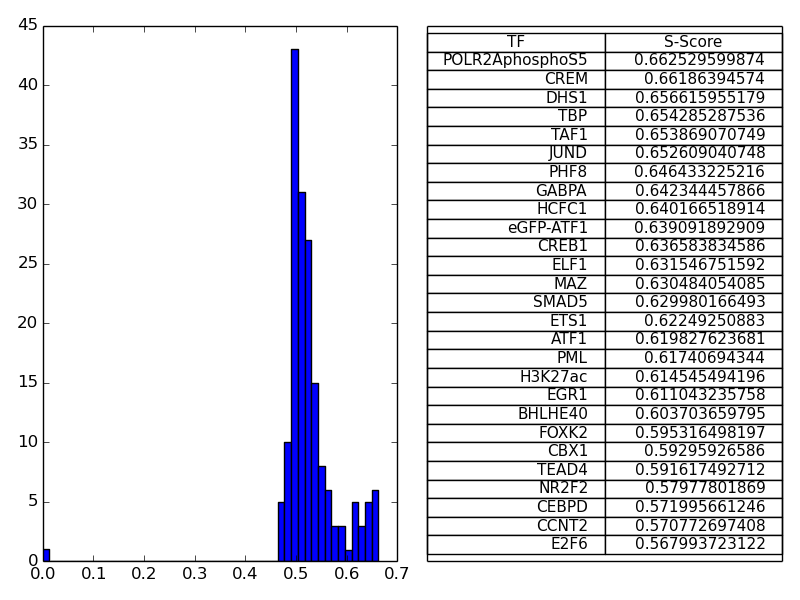 45
40
35
30
25
20
15
10
5
0
0.0 0.1 0.2 0.3 0.4 0.5 0.6 0.7
TF S-Score
POLR2AphosphoS5 0.662529599874
CREM 0.66186394574
DHS1 0.656615955179
TBP 0.654285287536
TAF1 0.653869070749
JUND 0.652609040748
PHF8 0.646433225216
GABPA 0.642344457866
HCFC1 0.640166518914
eGFP-ATF1 0.639091892909
CREB1 0.636583834586
ELF1 0.631546751592
MAZ 0.630484054085
SMAD5 0.629980166493
ETS1 0.62249250883
ATF1 0.619827623681
PML 0.61740694344
H3K27ac 0.614545494196
EGR1 0.611043235758
BHLHE40 0.603703659795
FOXK2 0.595316498197
CBX1 0.59295926586
TEAD4 0.591617492712
NR2F2 0.57977801869
CEBPD 0.571995661246
CCNT2 0.570772697408
E2F6 0.567993723122